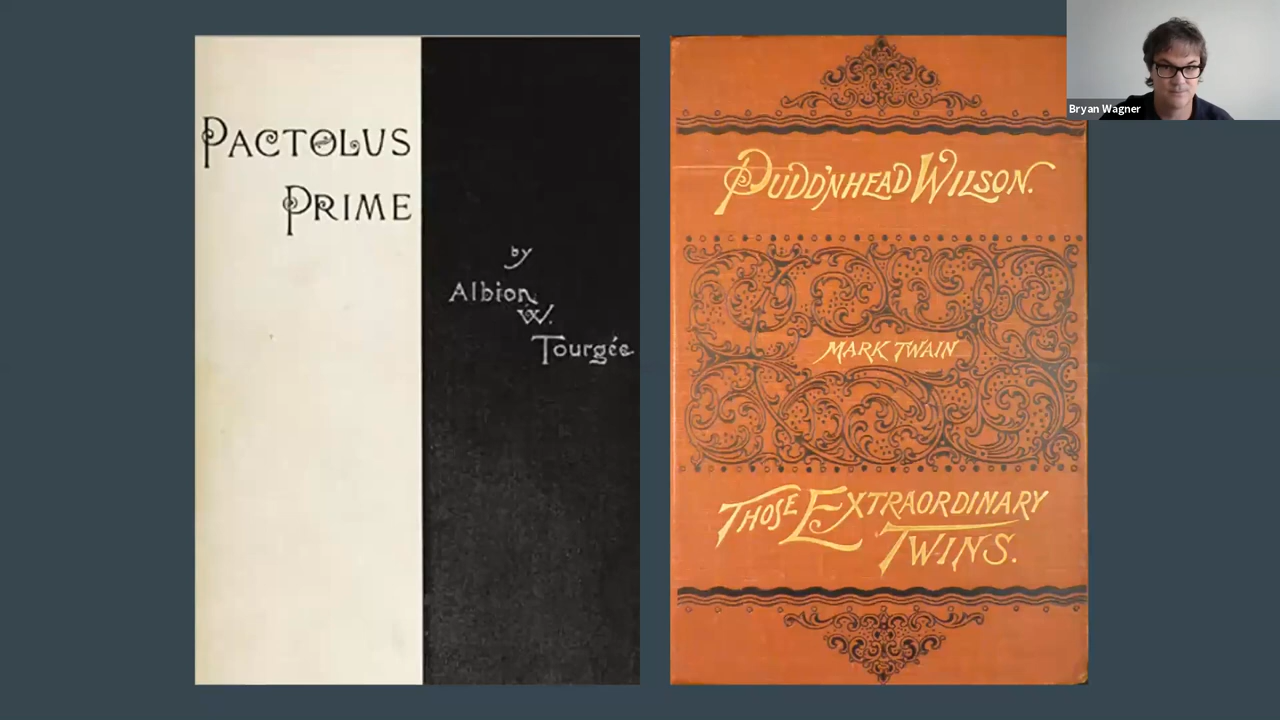 PACTOLUS
PRIME
by
Albion
W.
Tourgée
PUDD'NHEAD WILSON.
MARK TWAIN
THOSE EXTRAORDINARY
TWINS.
Bryan Wagner